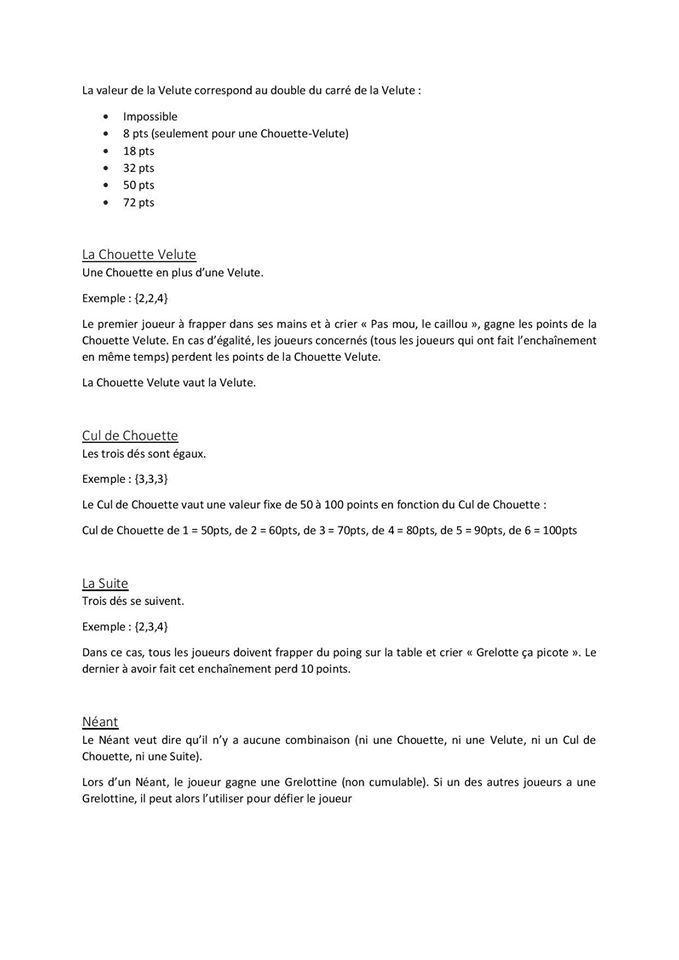 La valeur de la Velute correspond au double du carré de la Velute :
• Impossible
• 8 pts (seulement pour une Chouette-Velute)
• 18 pts
• 32 pts
• 50 pts
• 72 pts
La Chouette Velute
Une Chouette en plus d’une Velute.
Exemple : {2,2,4}
Le premier joueur à frapper dans ses mains et à crier « Pas mou, le caillou », gagne les points de la
Chouette Velute. En cas d’égalité, les joueurs concernés (tous les joueurs qui ont fait l’enchaînement
en même temps) perdent les points de la Chouette Velute.
La Chouette Velute vaut la Velute.
Cul de Chouette
Les trois dés sont égaux.
Exemple : {3,3,3}
Le Cul de Chouette vaut une valeur fixe de 50 à 100 points en fonction du Cul de Chouette :
Cul de Chouette de 1 = 50pts, de 2 = 60pts, de 3 = 70pts, de 4 = 80pts, de 5 = 90pts, de 6 = 100pts
La Suite
Trois dés se suivent.
Exemple : {2,3,4}
Dans ce cas, tous les joueurs doivent frapper du poing sur la table et crier « Grelotte ça picote ». Le
dernier à avoir fait cet enchaînement perd 10 points.
Néant
Le Néant veut dire qu’il n’y a aucune combinaison (ni une Chouette, ni une Velute, ni un Cul de
Chouette, ni une Suite).
Lors d’un Néant, le joueur gagne une Grelottine (non cumulable). Si un des autres joueurs a une
Grelottine, il peut alors l’utiliser pour défier le joueur